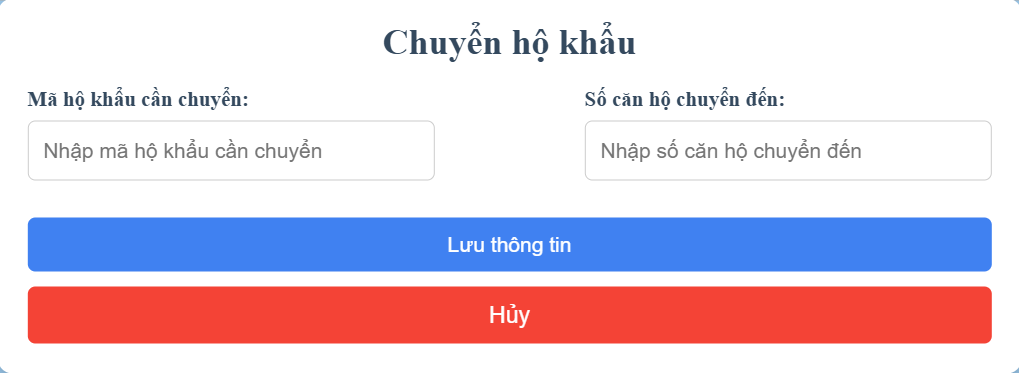 Chuyển hộ khẩu
Mã hộ khẩu cần chuyển:
Số căn hộ chuyển đến:
Nhập mã hộ khẩu cần chuyển
Nhập số căn hộ chuyển đến
Lưu thông tin
Hủy